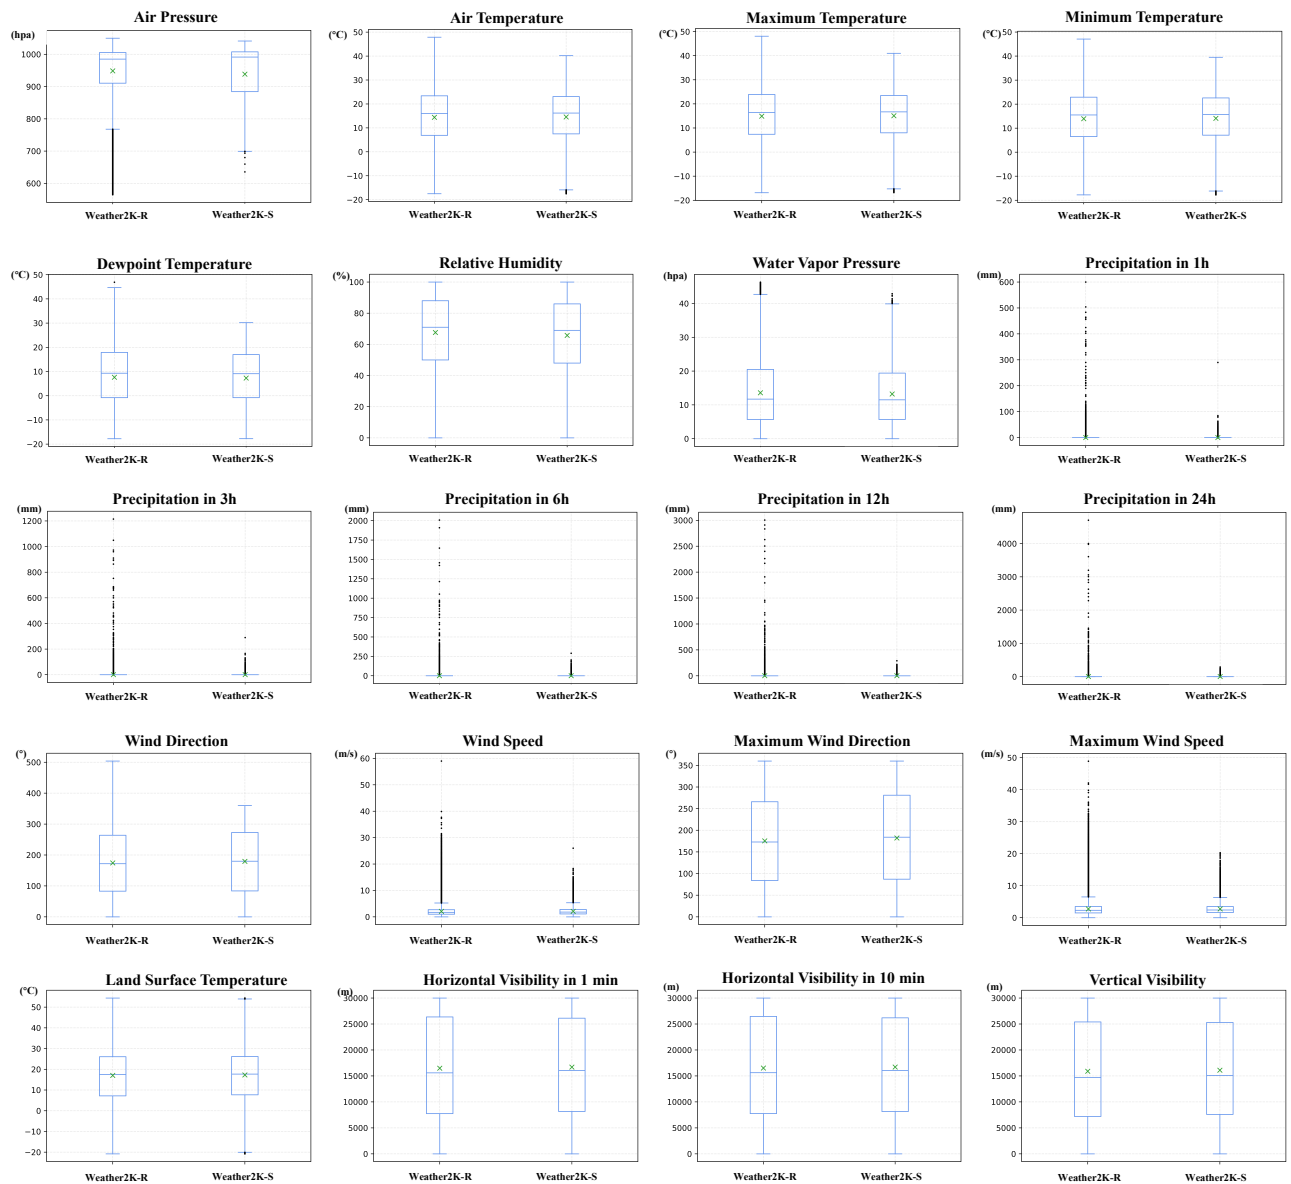 Air Pressure
(hpa)
1000
900
800
700
600
Weather2K-R
Weather2K-S
Air Temperature
(°C)
50
40
30
20
10
0
−10
−20
Weather2K-R
Weather2K-S
Maximum Temperature
(°C)
50
40
30
20
10
0
−10
−20
Weather2K-R
Weather2K-S
Minimum Temperature
(°C)
50
40
30
20
10
0
−10
−20
Weather2K-R
Weather2K-S
Dewpoint Temperature
(°C)
50
40
30
20
10
0
−10
−20
Weather2K-R
Weather2K-S
Relative Humidity
(%)
100
80
60
40
20
0
Weather2K-R
Weather2K-S
Water Vapor Pressure
(hpa)
40
30
20
10
0
Weather2K-R
Weather2K-S
Precipitation in 1h
(mm)
600
500
400
300
200
100
0
Weather2K-R
Weather2K-S
Precipitation in 3h
(mm)
1200
1000
800
600
400
200
0
Weather2K-R
Weather2K-S
Precipitation in 6h
(mm)
2000
1750
1500
1250
1000
750
500
250
0
Weather2K-R
Weather2K-S
Precipitation in 12h
(mm)
3000
2500
2000
1500
1000
500
0
Weather2K-R
Weather2K-S
Precipitation in 24h
(mm)
4000
3000
2000
1000
0
Weather2K-R
Weather2K-S
Wind Direction
(°)
500
400
300
200
100
0
Weather2K-R
Weather2K-S
Wind Speed
(m/s)
60
50
40
30
20
10
0
Weather2K-R
Weather2K-S
Maximum Wind Direction
(°)
350
300
250
200
150
100
50
0
Weather2K-R
Weather2K-S
Maximum Wind Speed
(m/s)
50
40
30
20
10
0
Weather2K-R
Weather2K-S
Land Surface Temperature
(°C)
50
40
30
20
10
0
−10
−20
Weather2K-R
Weather2K-S
Horizontal Visibility in 1 min
(m)
30000
25000
20000
15000
10000
5000
0
Weather2K-R
Weather2K-S
Horizontal Visibility in 10 min
(m)
30000
25000
20000
15000
10000
5000
0
Weather2K-R
Weather2K-S
Vertical Visibility
(m)
30000
25000
20000
15000
10000
5000
0
Weather2K-R
Weather2K-S